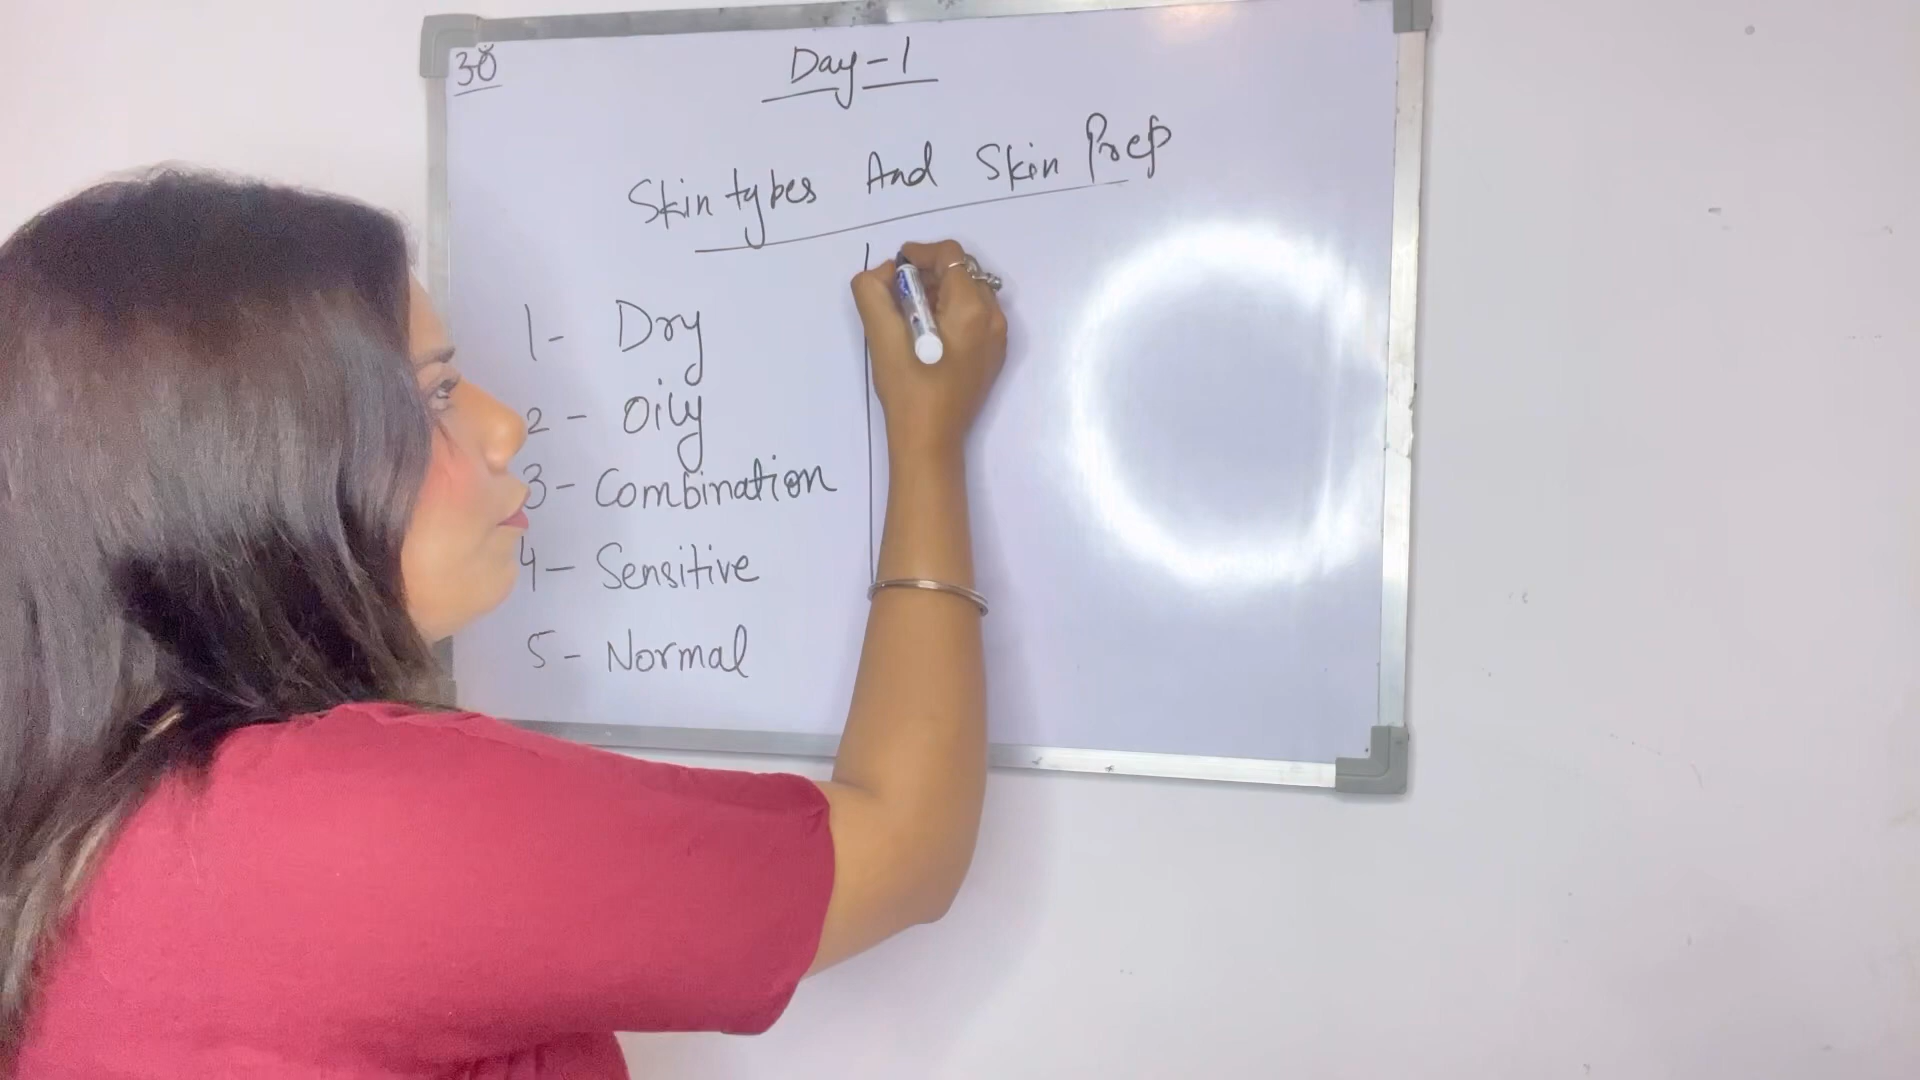 30
Day-1
Skin types And Skin Prep
1- Dry
2- Oily
3- Combination
4- Sensitive
5- Normal